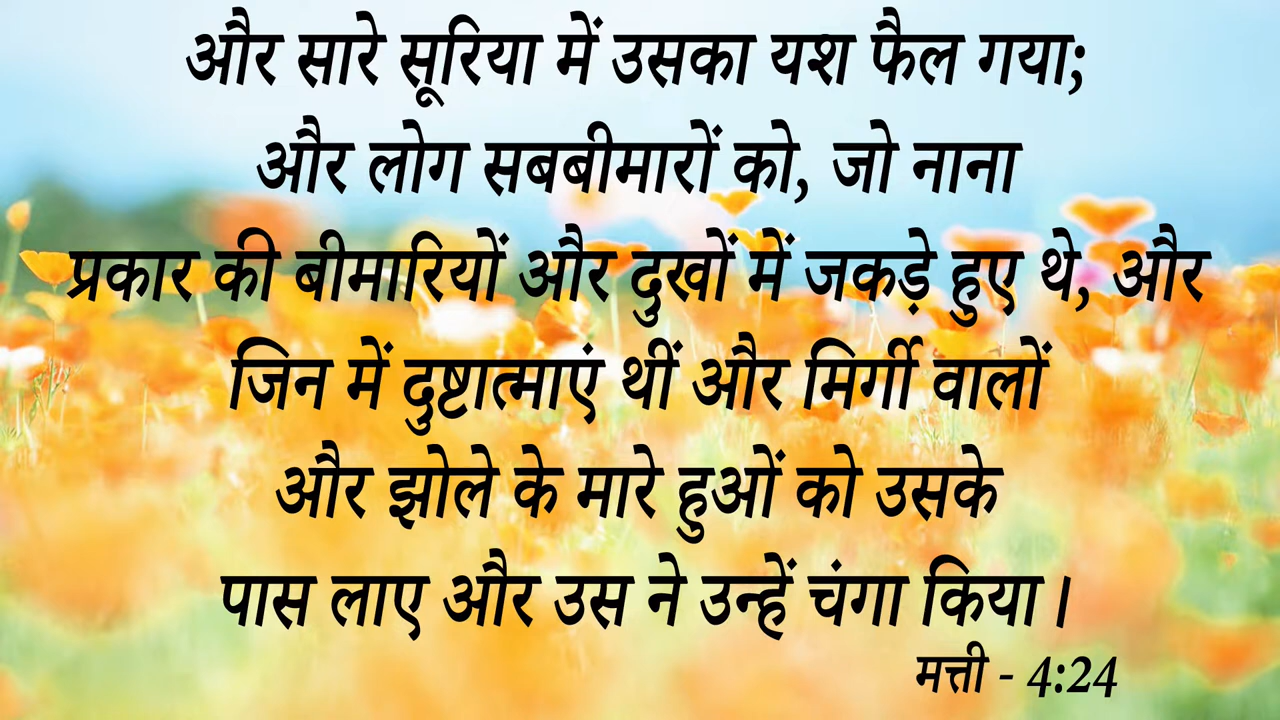 और सारे सूरिया में उसका यश फैल गया;
और लोग सबबीमारों को, जो नाना
प्रकार की बीमारियों और दुखों में जकड़े हुए थे, और
जिन में दुष्टात्माएं थीं और मिर्गी वालों
और झोले के मारे हुओं को उसके
पास लाए और उस ने उन्हें चंगा किया।
मत्ती - 4:24